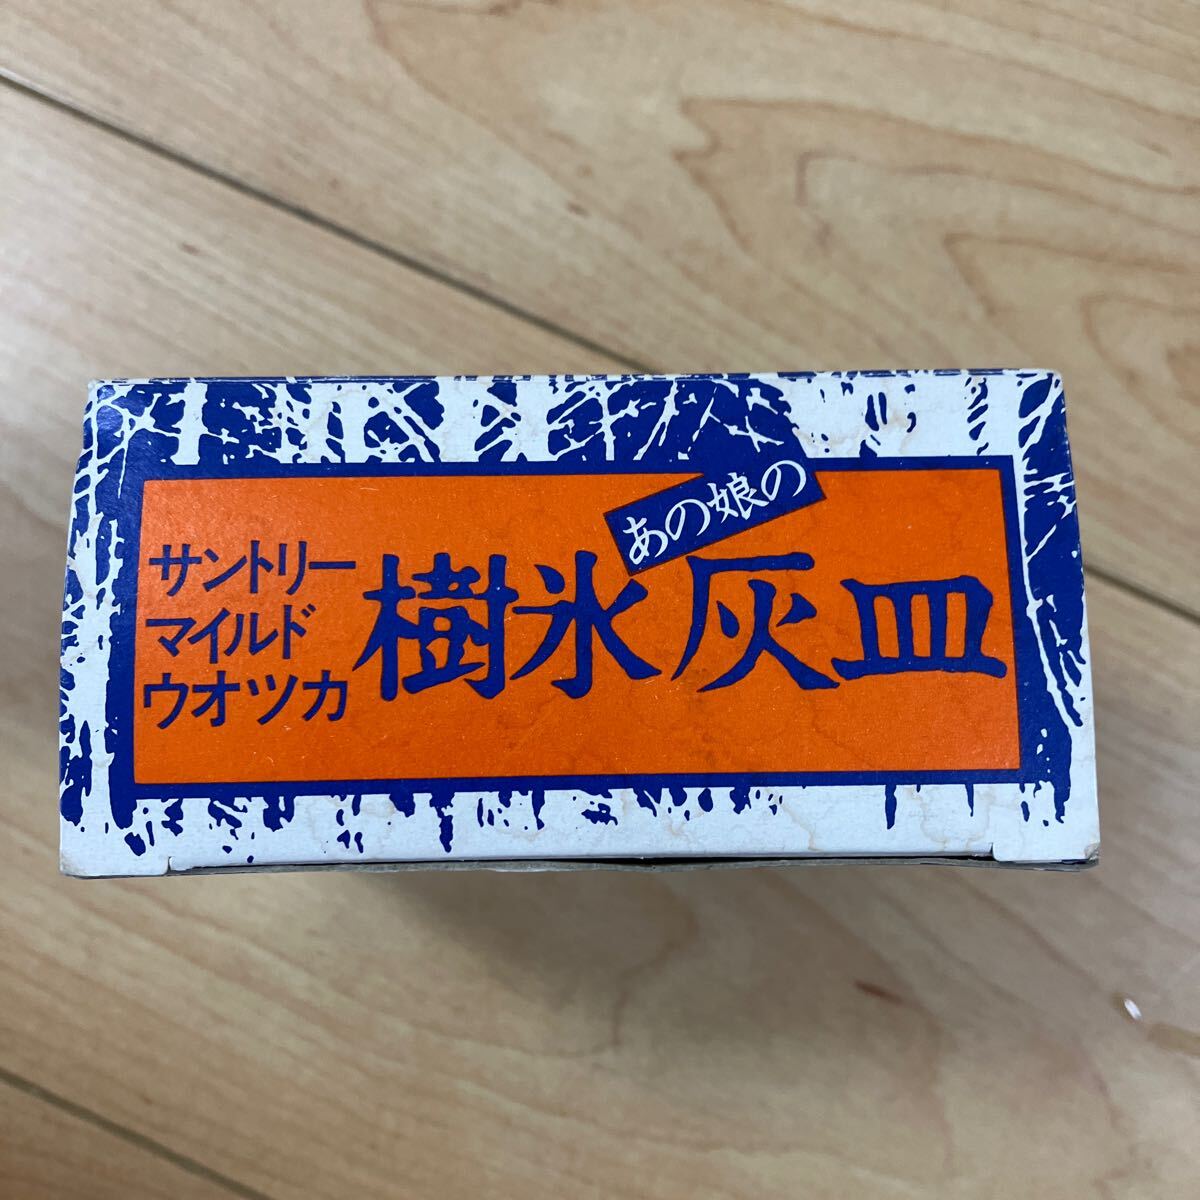 サントリー
マイルド
ウオツカ
樹氷
あの娘の
灰皿